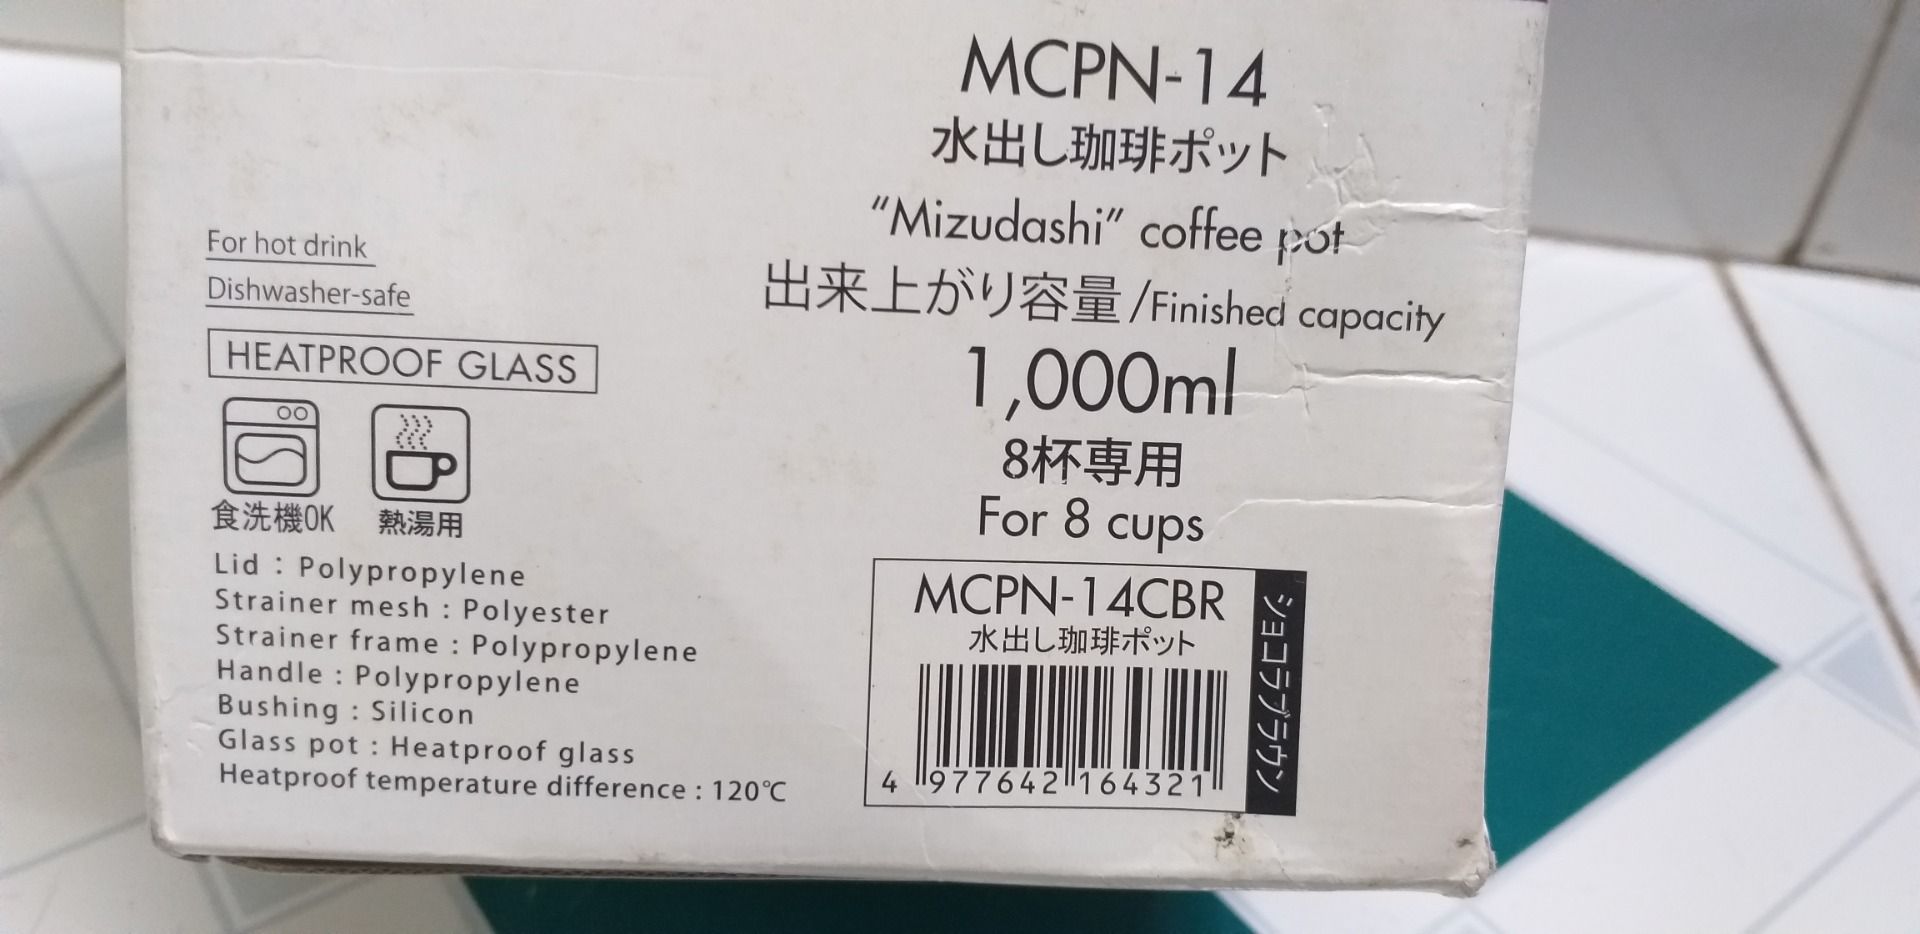 MCPN-14
水出し珈琲ポット
“Mizudashi” coffee pot
出来上がり容量/Finished capacity
1,000ml
8杯専用
For 8 cups
For hot drink
Dishwasher-safe
HEATPROOF GLASS
食洗機OK
熱湯用
Lid : Polypropylene
Strainer mesh : Polyester
Strainer frame : Polypropylene
Handle : Polypropylene
Bushing : Silicon
Glass pot : Heatproof glass
Heatproof temperature difference : 120℃
MCPN-14CBR
水出し珈琲ポット
4 977642 164321
ショコラブラウン